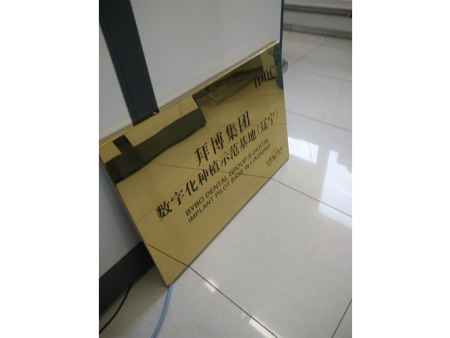 拜博集团
数字化种植示范基地(辽宁)
BYBO DENTAL GROUP'S DIGITAL
IMPLANT PILOT BASE IN LIAONING